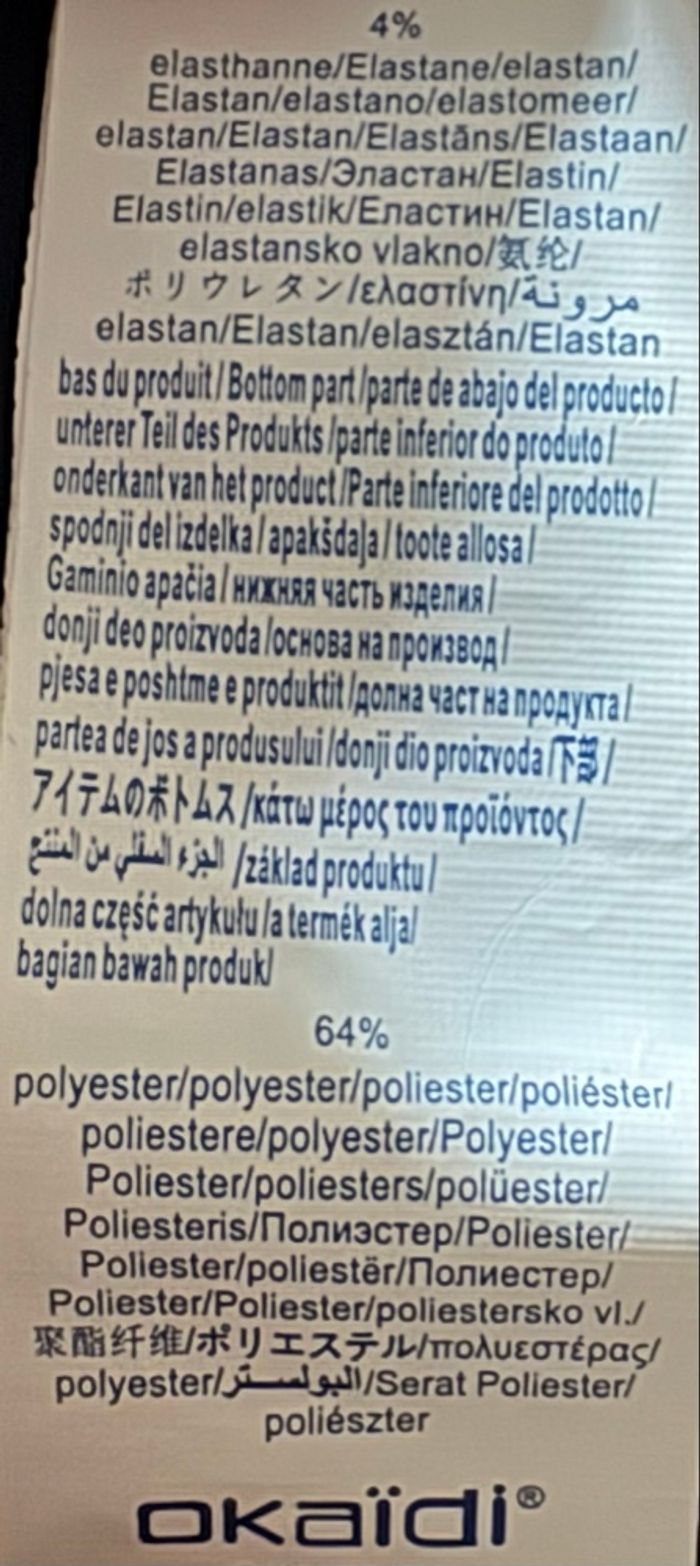 4%
elasthanne/Elastane/elastan/
Elastan/elastano/elastomeer/
elastan/Elastan/Elastāns/Elastaan/
Elastanas/Эластан/Elastin/
Elastin/elastik/Еластин/Elastan/
elastansko vlakno/氨纶/
ポリウレタン/ελαστίνη/مرونة
elastan/Elastan/elasztán/Elastan
bas du produit / Bottom part /parte de abajo del producto /
unterer Teil des Produkts /parte inferior do produto /
onderkant van het product /Parte inferiore del prodotto /
spodnji del izdelka / apakšdaļa / toote allosa /
Gaminio apačia / нижняя часть изделия /
donji deo proizvoda /основа на производ /
pjesa e poshtme e produktit /долна част на продукта /
partea de jos a produsului /donji dio proizvoda /下部 /
アイテムのボトムス /κάτω μέρος του προϊόντος /
الجزء السفلي من المنتج /základ produktu /
dolna część artykułu /a termék alja/
bagian bawah produk/
64%
polyester/polyester/poliester/poliéster/
poliestere/polyester/Polyester/
Poliester/poliesters/polüester/
Poliesteris/Полиэстер/Poliester/
Poliester/poliestër/Полиестер/
Poliester/Poliester/poliestersko vl./
聚酯纤维/ポリエステル/πολυεστέρας/
polyester/البوليستر/Serat Poliester/
poliészter
okaïdi®